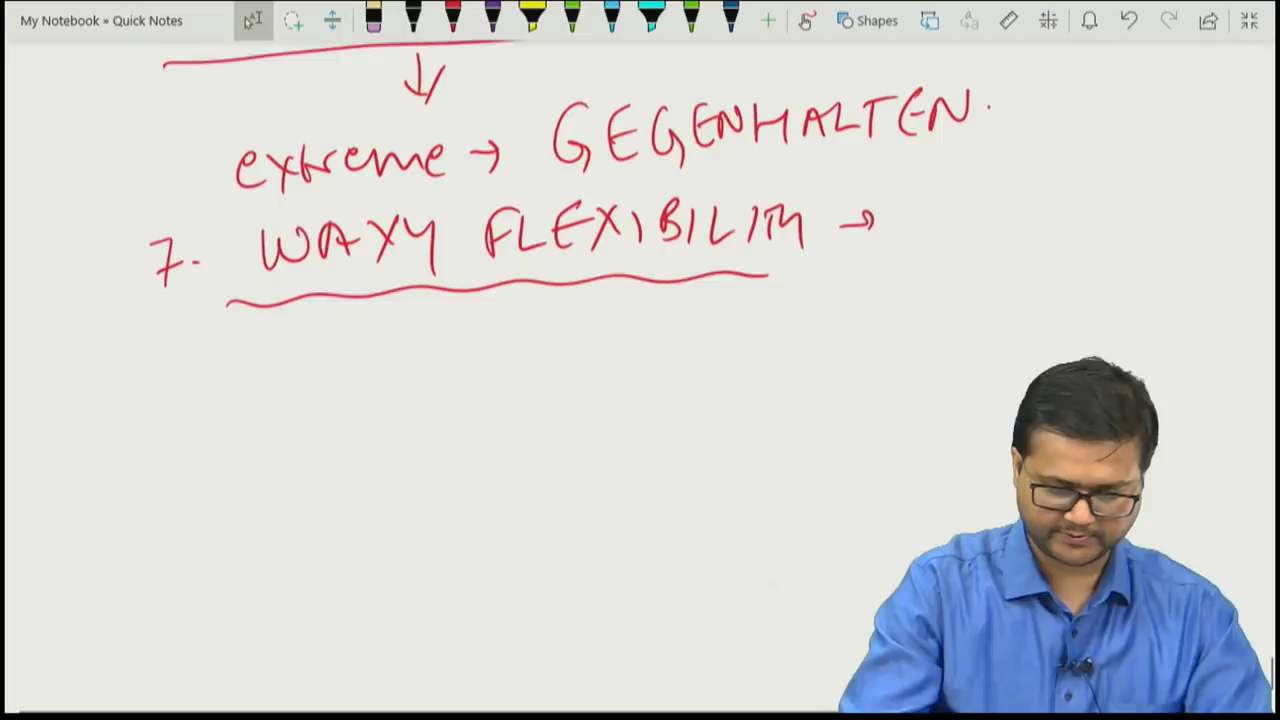 My Notebook » Quick Notes
Shapes
extreme → GEGENHALTEN.
7. WAXY FLEXIBILITY →